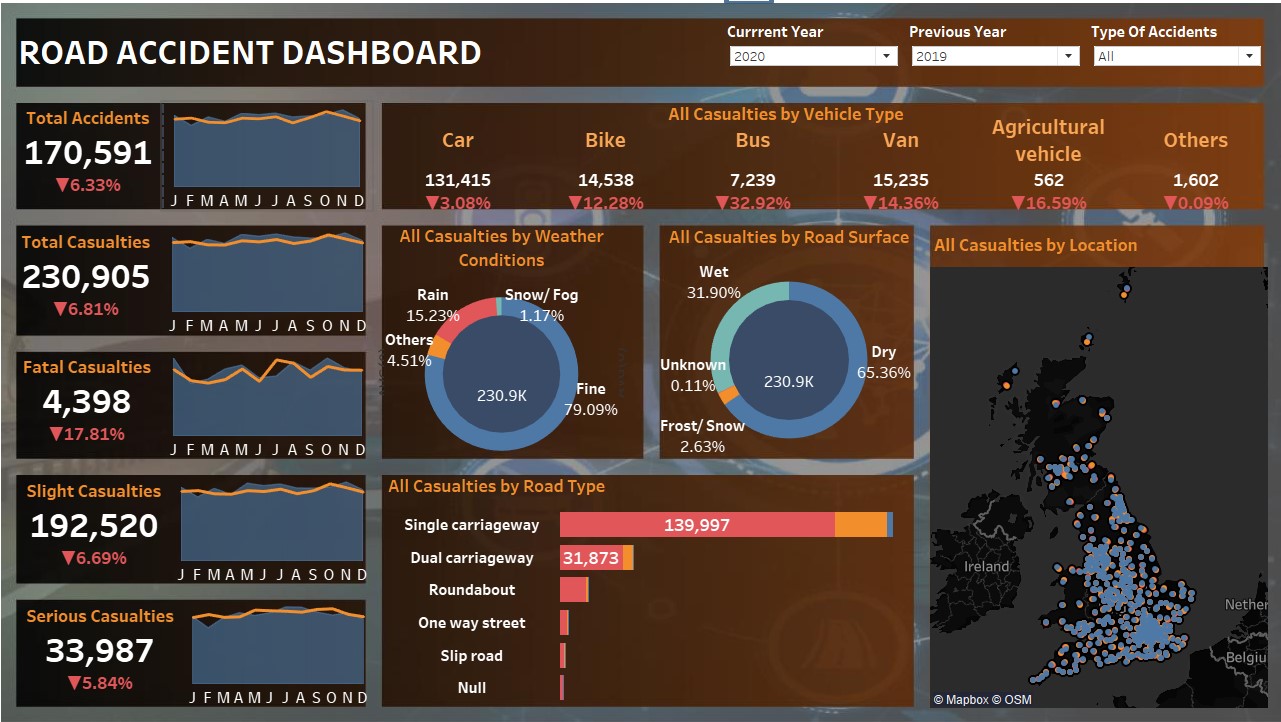 ROAD ACCIDENT DASHBOARD
Currrent Year
Previous Year
Type Of Accidents
2020
2019
All
Total Accidents
170,591
▼6.33%
J F M A M J J A S O N D
All Casualties by Vehicle Type
Car
Bike
Bus
Van
Agricultural
vehicle
Others
131,415
14,538
7,239
15,235
562
1,602
▼3.08%
▼12.28%
▼32.92%
▼14.36%
▼16.59%
▼0.09%
Total Casualties
230,905
▼6.81%
J F M A M J J A S O N D
Fatal Casualties
4,398
▼17.81%
J F M A M J J A S O N D
Slight Casualties
192,520
▼6.69%
J F M A M J J A S O N D
Serious Casualties
33,987
▼5.84%
J F M A M J J A S O N D
All Casualties by Weather
Conditions
Rain
15.23%
Snow/ Fog
1.17%
Others
4.51%
230.9K
Fine
79.09%
All Casualties by Road Surface
Wet
31.90%
Dry
65.36%
Unknown
0.11%
230.9K
Frost/ Snow
2.63%
All Casualties by Road Type
Single carriageway
139,997
Dual carriageway
31,873
Roundabout
One way street
Slip road
Null
All Casualties by Location
Ireland
Nether
Belgiu
© Mapbox © OSM